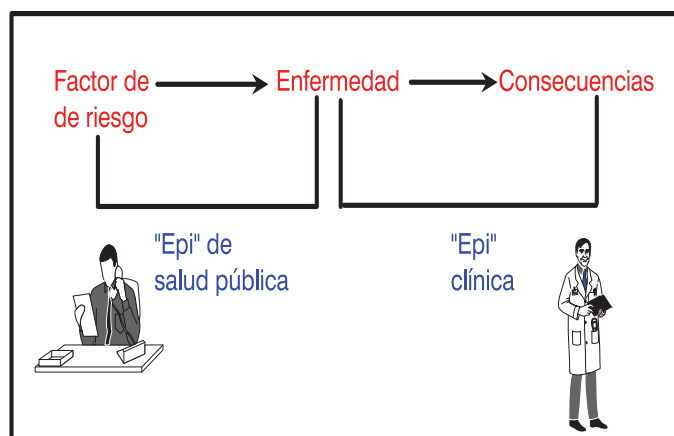 Factor de
de riesgo
Enfermedad
Consecuencias
"Epi" de
salud pública
"Epi"
clínica